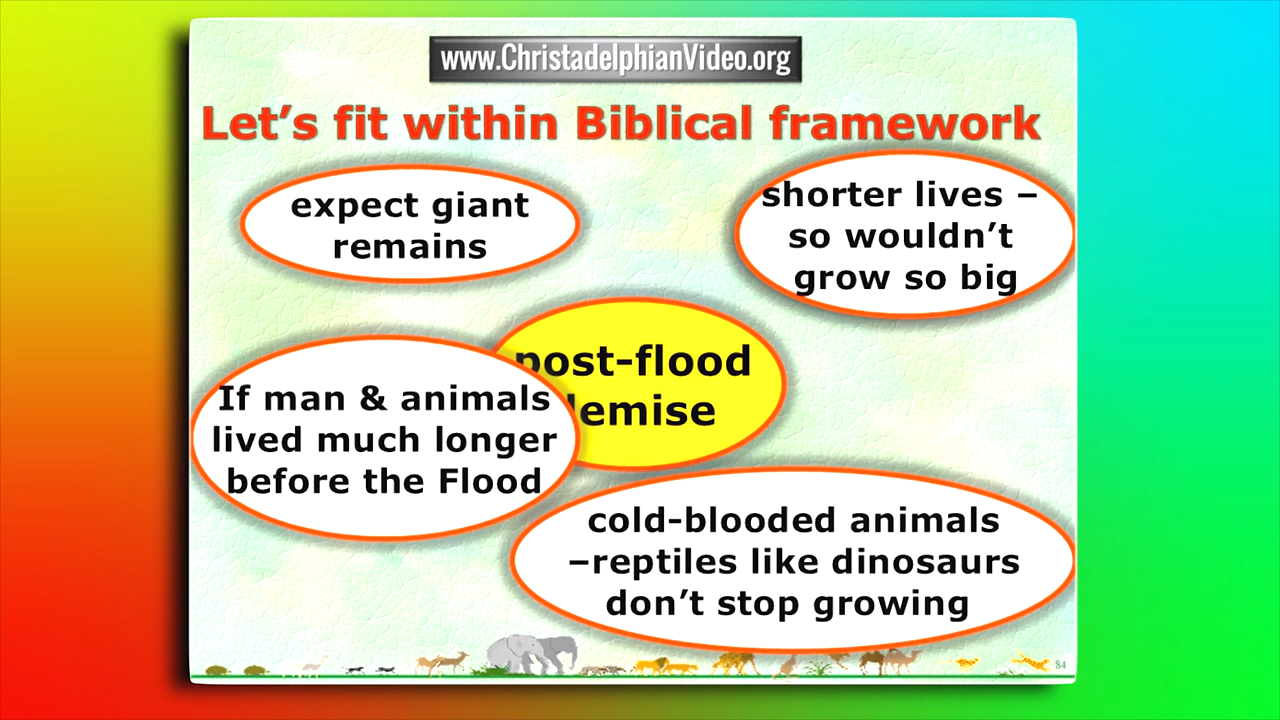 www.ChristadelphianVideo.org
Let's fit within Biblical framework
expect giant
remains
shorter lives –
so wouldn't
grow so big
post-flood
If man & animals
lived much longer
before the Flood
cold-blooded animals
–reptiles like dinosaurs
don't stop growing
84